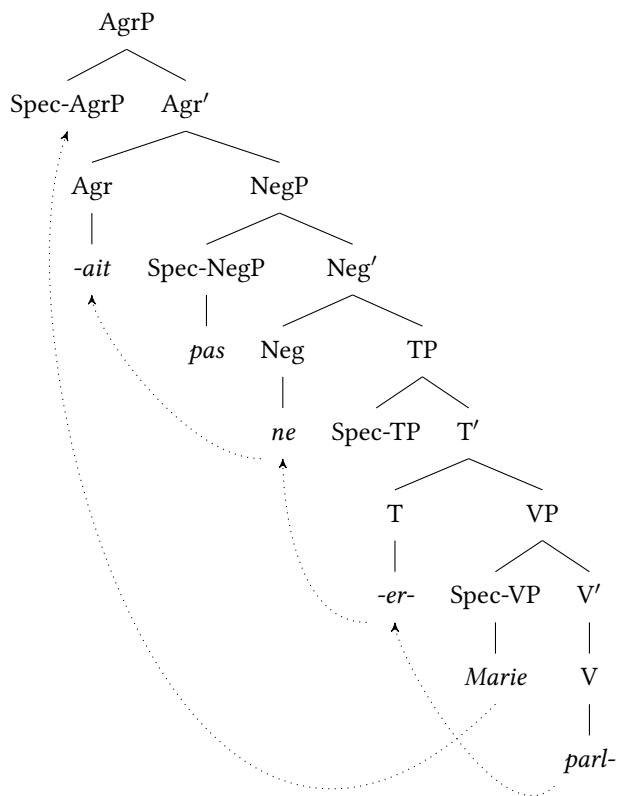 AgrP
Spec-AgrP Agr′
Agr NegP
-ait Spec-NegP Neg′
pas Neg TP
ne Spec-TP T′
T VP
-er- Spec-VP V′
Marie V
parl-